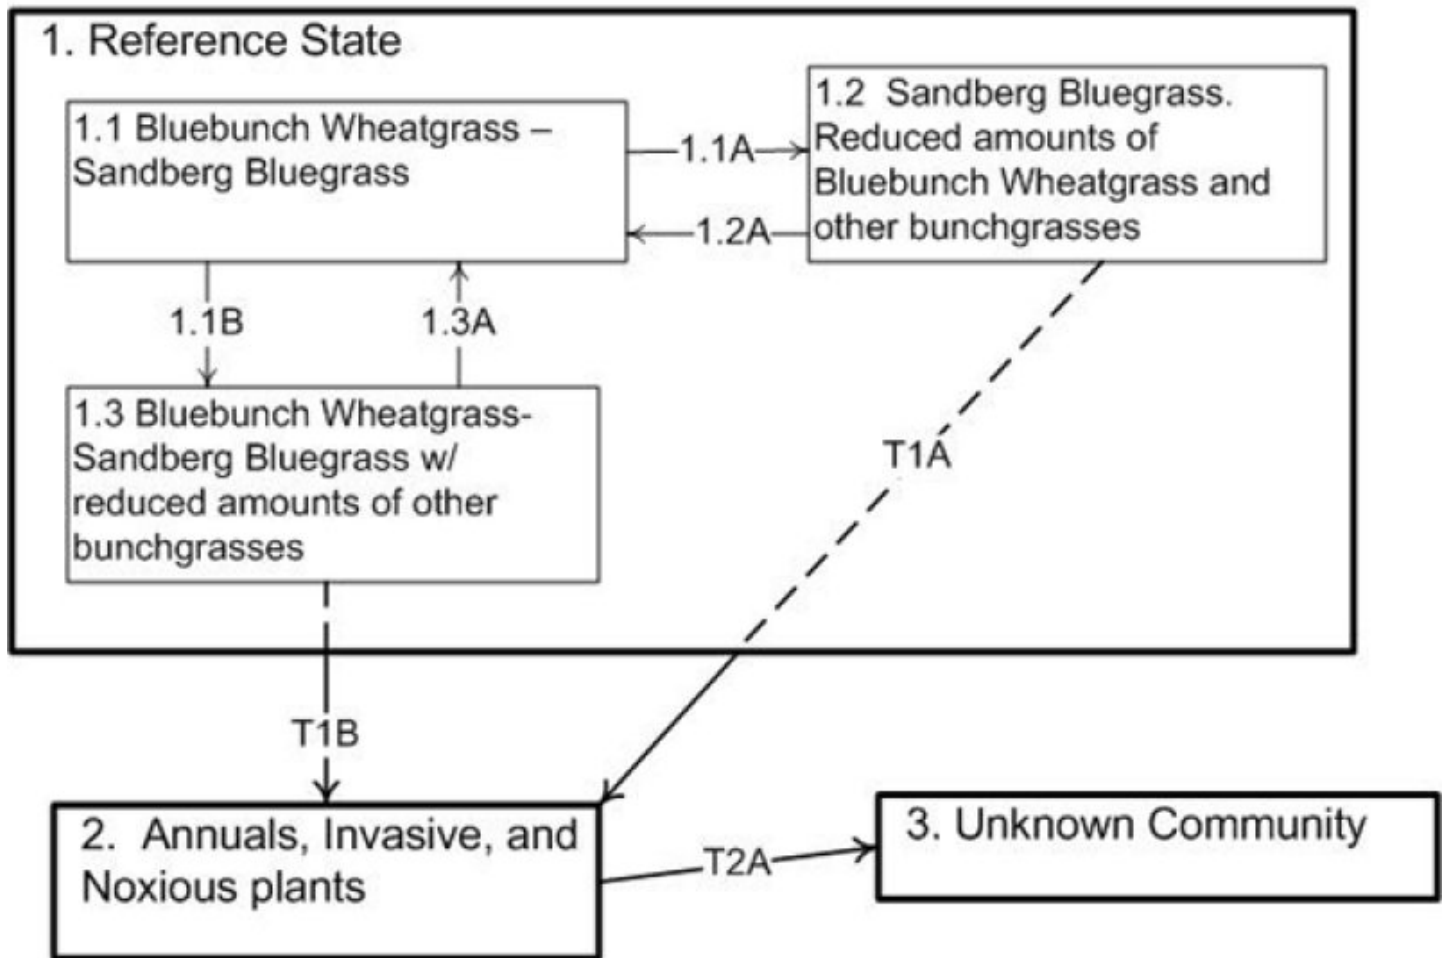 1. Reference State
1.1 Bluebunch Wheatgrass –
Sandberg Bluegrass
1.1A
1.2A
1.2  Sandberg Bluegrass.
Reduced amounts of
Bluebunch Wheatgrass and
other bunchgrasses
1.1B
1.3A
1.3 Bluebunch Wheatgrass-
Sandberg Bluegrass w/
reduced amounts of other
bunchgrasses
T1A
T1B
2.  Annuals, Invasive, and
Noxious plants
T2A
3. Unknown Community